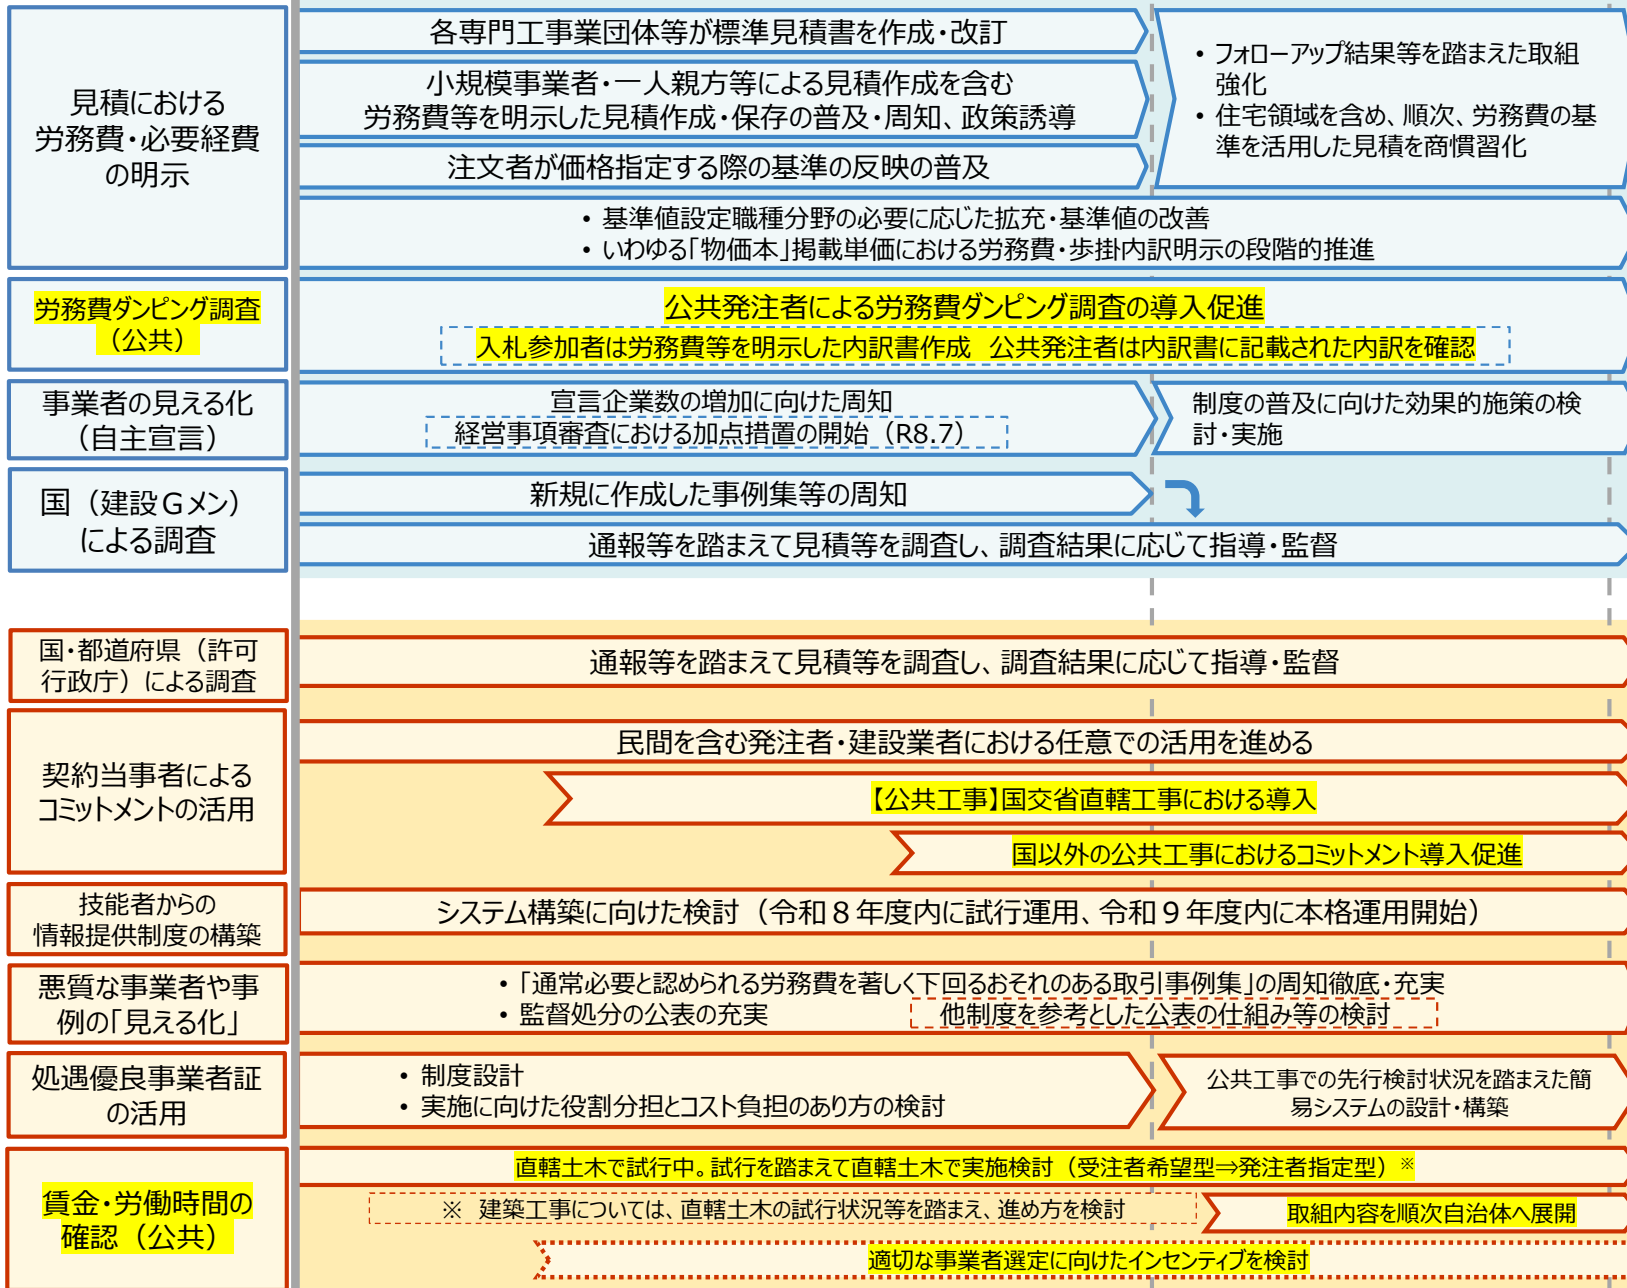 見積における
労務費・必要経費
の明示
各専門工事業団体等が標準見積書を作成・改訂
小規模事業者・一人親方等による見積作成を含む
労務費等を明示した見積作成・保存の普及・周知、政策誘導
注文者が価格指定する際の基準の反映の普及
• フォローアップ結果等を踏まえた取組
強化
• 住宅領域を含め、順次、労務費の基
準を活用した見積を商慣習化
• 基準値設定職種分野の必要に応じた拡充・基準値の改善
• いわゆる「物価本」掲載単価における労務費・歩掛内訳明示の段階的推進
労務費ダンピング調査
（公共）
公共発注者による労務費ダンピング調査の導入促進
入札参加者は労務費等を明示した内訳書作成　公共発注者は内訳書に記載された内訳を確認
事業者の見える化
（自主宣言）
宣言企業数の増加に向けた周知
経営事項審査における加点措置の開始（R8.7）
制度の普及に向けた効果的施策の検
討・実施
国（建設Gメン）
による調査
新規に作成した事例集等の周知
通報等を踏まえて見積等を調査し、調査結果に応じて指導・監督
国・都道府県（許可
行政庁）による調査
通報等を踏まえて見積等を調査し、調査結果に応じて指導・監督
契約当事者による
コミットメントの活用
民間を含む発注者・建設業者における任意での活用を進める
【公共工事】国交省直轄工事における導入
国以外の公共工事におけるコミットメント導入促進
技能者からの
情報提供制度の構築
システム構築に向けた検討（令和８年度内に試行運用、令和９年度内に本格運用開始）
悪質な事業者や事
例の「見える化」
• 「通常必要と認められる労務費を著しく下回るおそれのある取引事例集」の周知徹底・充実
• 監督処分の公表の充実
他制度を参考とした公表の仕組み等の検討
処遇優良事業者証
の活用
• 制度設計
• 実施に向けた役割分担とコスト負担のあり方の検討
公共工事での先行検討状況を踏まえた簡
易システムの設計・構築
賃金・労働時間の
確認（公共）
直轄土木で試行中。試行を踏まえて直轄土木で実施検討（受注者希望型⇒発注者指定型）※
※　建築工事については、直轄土木の試行状況等を踏まえ、進め方を検討
取組内容を順次自治体へ展開
適切な事業者選定に向けたインセンティブを検討